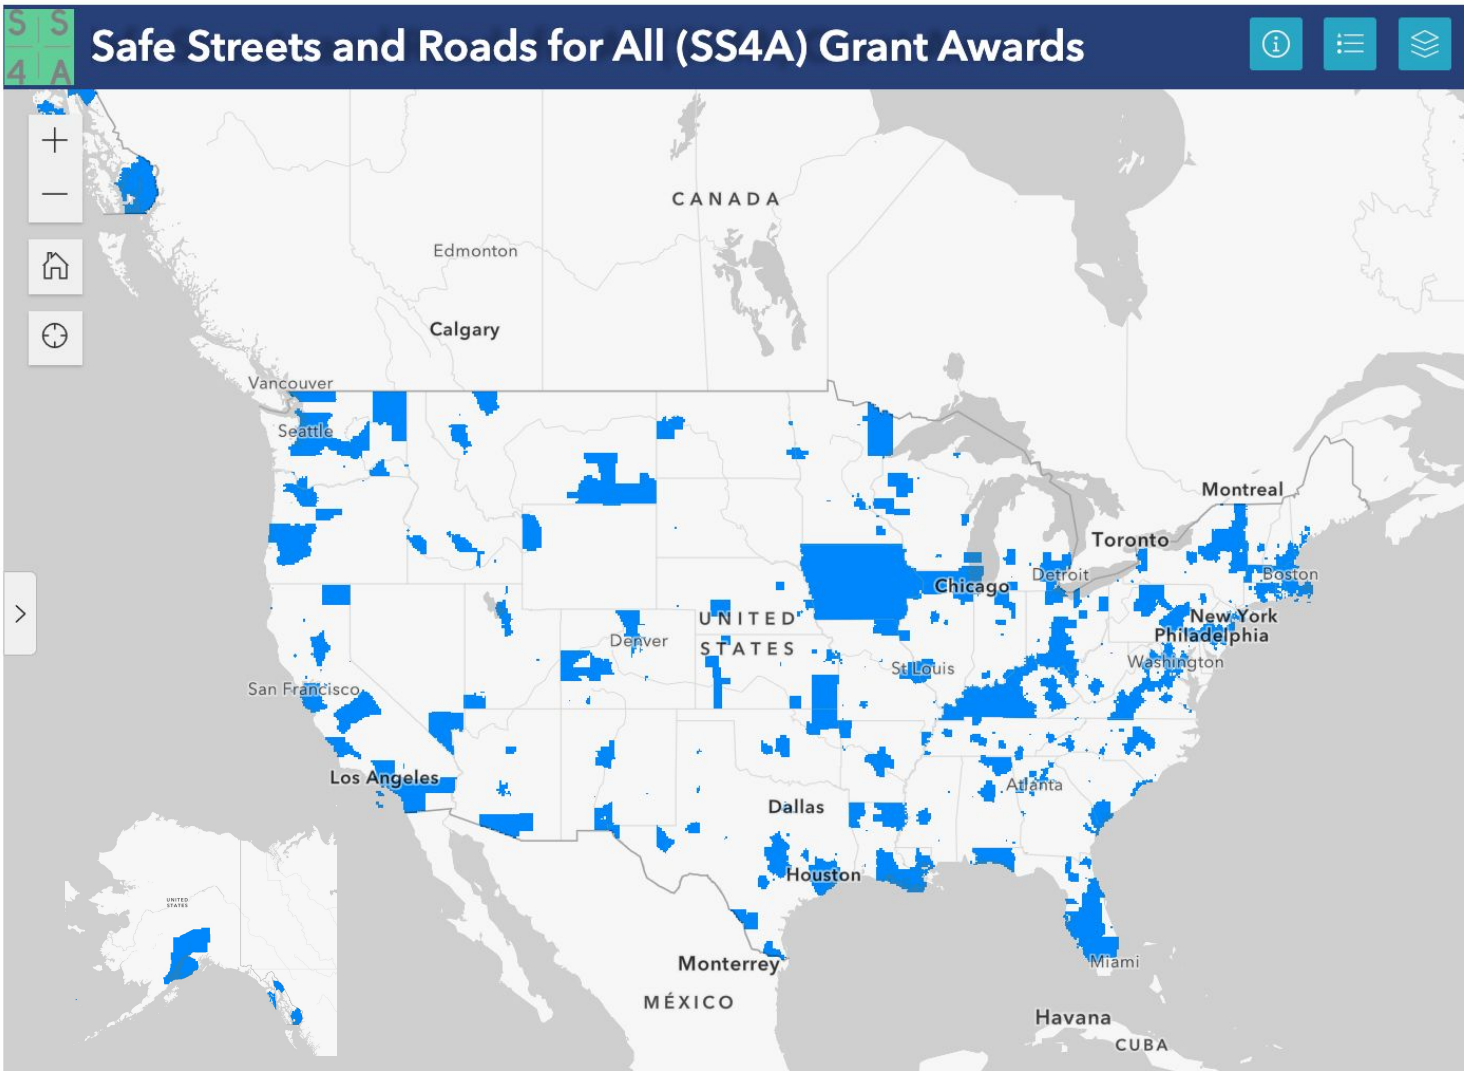 S S
4 A
Safe Streets and Roads for All (SS4A) Grant Awards
CANADA
Edmonton
Calgary
Vancouver
Seattle
Montreal
Toronto
Boston
Detroit
Chicago
New York
UNITED
STATES
Philadelphia
Denver
Washington
St Louis
San Francisco
Los Angeles
Atlanta
Dallas
Houston
UNITED
STATES
Miami
Monterrey
MÉXICO
Havana
CUBA